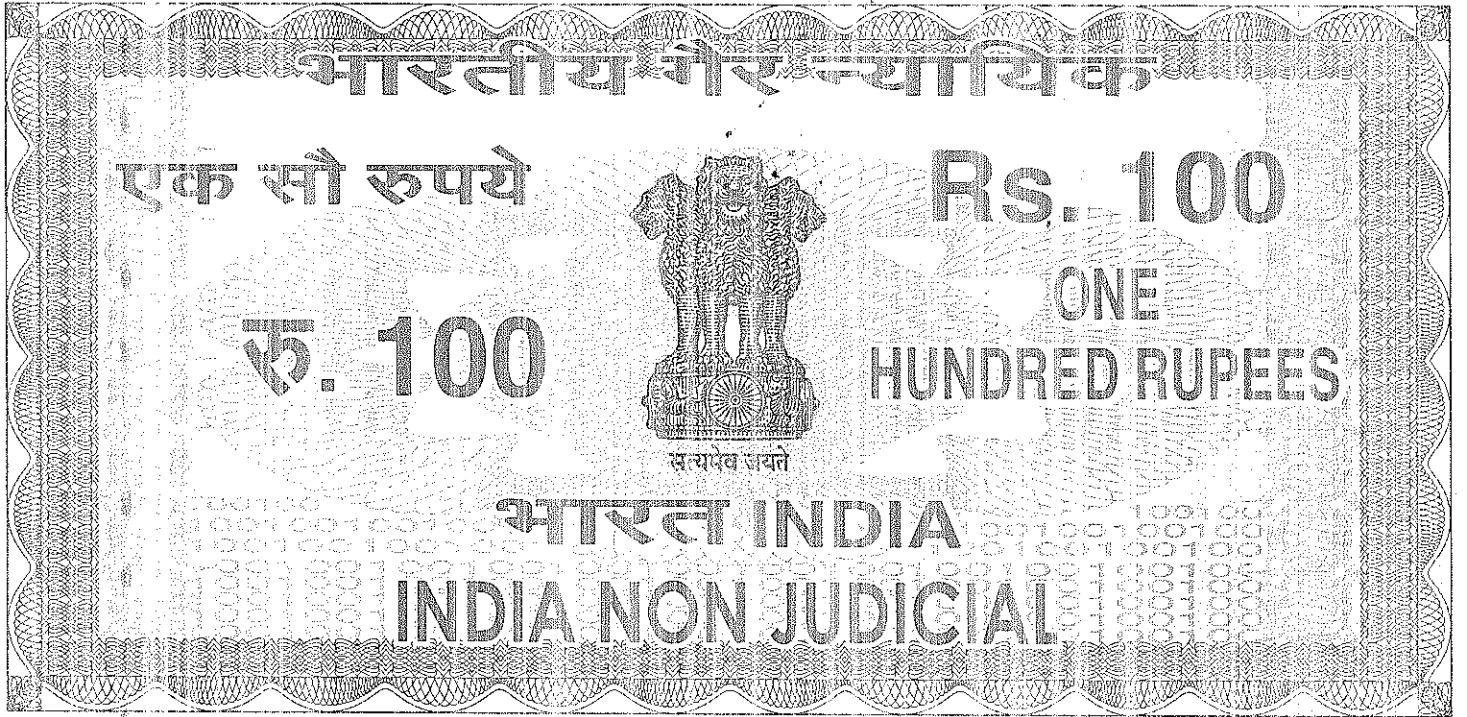 भारतीय गैर न्यायिक
एक सौ रुपये
Rs. 100
रु. 100
ONE
HUNDRED RUPEES
सत्यमेव जयते
भारत INDIA
INDIA NON JUDICIAL